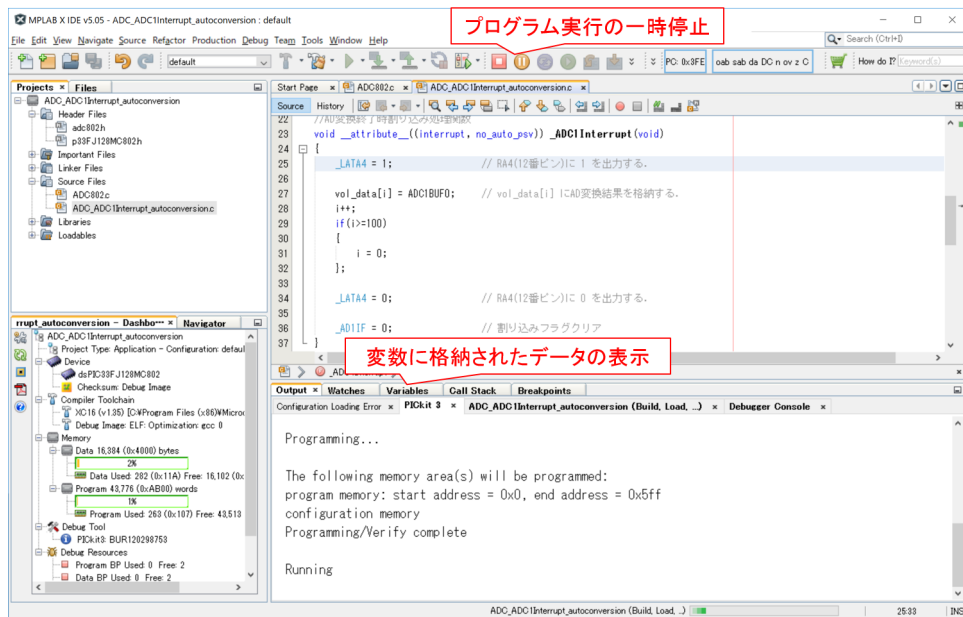 MPLAB X IDE v5.05 - ADC_ADC1Interrupt_autoconversion : default
File Edit View Navigate Source Refactor Production Debug Team Tools Window Help
プログラム実行の一時停止
Search (Ctrl+I)
default
PC: 0x3FE
oab sab da DC n ov z C
How do I?
Keyword(s)
Projects × Files
ADC_ADC1Interrupt_autoconversion
Header Files
adc802.h
p33FJ128MC802.h
Important Files
Linker Files
Source Files
ADC802.c
ADC_ADC1Interrupt_autoconversion.c
Libraries
Loadables
Start Page × ADC802.c × ADC_ADC1Interrupt_autoconversion.c ×
Source History
22 //AD変換終了時割り込み処理関数
23 void __attribute__((interrupt, no_auto_psv)) _ADC1Interrupt(void)
24 {
25 _LATA4 = 1; // RA4(12番ピン)に 1 を出力する.
26
27 vol_data[i] = ADC1BUF0; // vol_data[i] にAD変換結果を格納する.
28 i++;
29 if(i>=100)
30 {
31 i = 0;
32 };
33
34 _LATA4 = 0; // RA4(12番ピン)に 0 を出力する.
35
36 _AD1IF = 0; // 割り込みフラグクリア
37 }
変数に格納されたデータの表示
rrupt_autoconversion - Dashbo… × Navigator
ADC_ADC1Interrupt_autoconversion
Project Type: Application - Configuration: defaul
Device
dsPIC33FJ128MC802
Checksum: Debug Image
Compiler Toolchain
XC16 (v1.35) [C:¥Program Files (x86)¥Microc
Debug Image: ELF: Optimization: gcc 0
Memory
Data 16,384 (0x4000) bytes
2%
Data Used: 282 (0x11A) Free: 16,102 (0x
Program 43,776 (0xAB00) words
1%
Program Used: 263 (0x107) Free: 43,513
Debug Tool
PICkit3: BUR120298753
Debug Resources
Program BP Used: 0 Free: 2
Data BP Used: 0 Free: 2
Output × Watches Variables Call Stack Breakpoints
Configuration Loading Error × PICkit 3 × ADC_ADC1Interrupt_autoconversion (Build, Load, ...) × Debugger Console ×
Programming...
The following memory area(s) will be programmed:
program memory: start address = 0x0, end address = 0x5ff
configuration memory
Programming/Verify complete
Running
ADC_ADC1Interrupt_autoconversion (Build, Load, ...)
25:33
INS